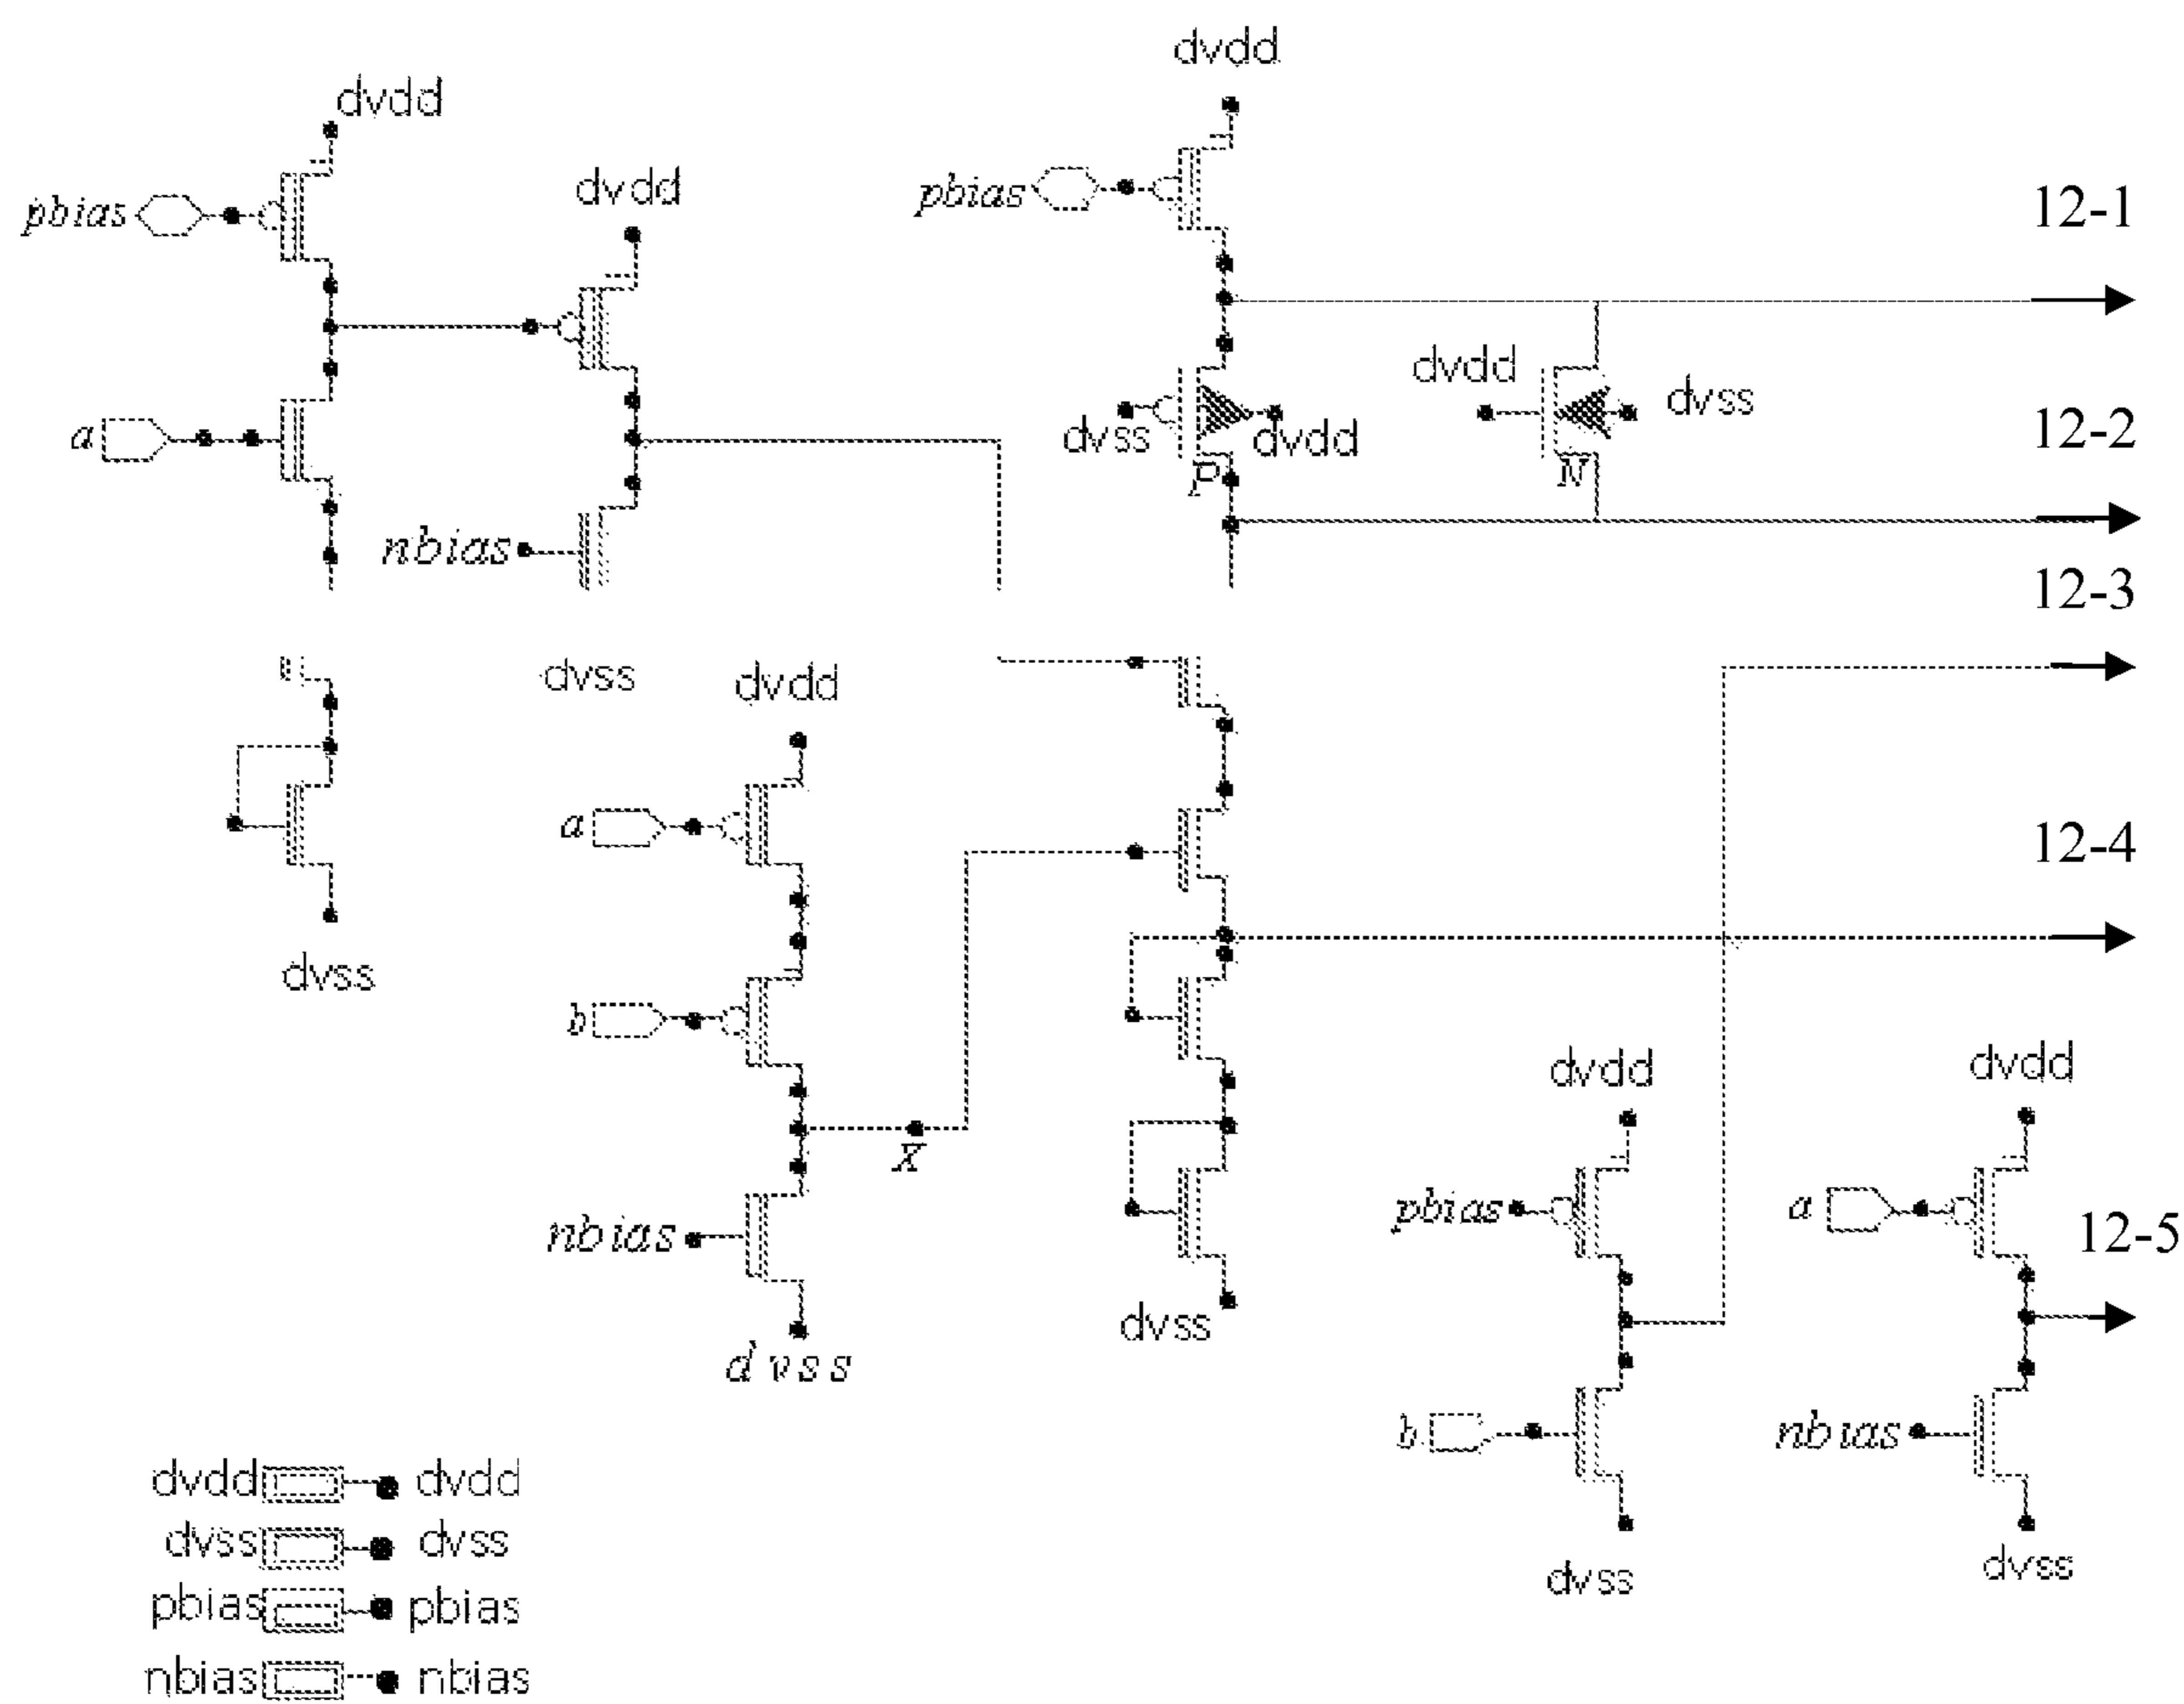 dvdd
dvdd
pbias
dvdd
pbias
12-1
dvdd
dvss
12-2
a
dvss
dvdd
P
N
nbias
12-3
dvss
dvdd
a
12-4
dvss
b
dvdd
dvdd
X
pbias
a
12-5
nbias
dvss
dvss
b
nbias
dvdd
dvdd
dvss
dvss
dvss
dvss
pbias
pbias
nbias
nbias